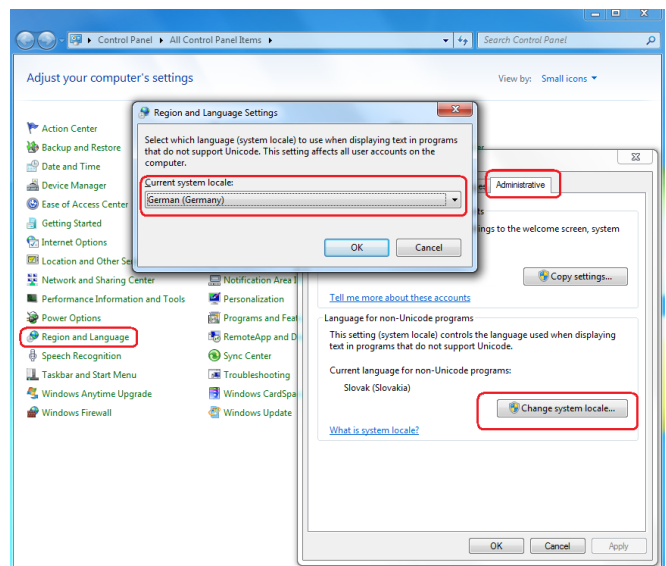 Control Panel
All Control Panel Items
Search Control Panel
Adjust your computer's settings
View by: Small icons
Action Center
Backup and Restore
Date and Time
Device Manager
Ease of Access Center
Getting Started
Internet Options
Location and Other Se
Network and Sharing Center
Performance Information and Tools
Power Options
Region and Language
Speech Recognition
Taskbar and Start Menu
Windows Anytime Upgrade
Windows Firewall
Notification Area I
Personalization
Programs and Feat
RemoteApp and D
Sync Center
Troubleshooting
Windows CardSpa
Windows Update
Region and Language Settings
Select which language (system locale) to use when displaying text in programs
that do not support Unicode. This setting affects all user accounts on the
computer.
Current system locale:
German (Germany)
OK
Cancel
Administrative
ings to the welcome screen, system
Copy settings...
Tell me more about these accounts
Language for non-Unicode programs
This setting (system locale) controls the language used when displaying
text in programs that do not support Unicode.
Current language for non-Unicode programs:
Slovak (Slovakia)
Change system locale...
What is system locale?
OK
Cancel
Apply